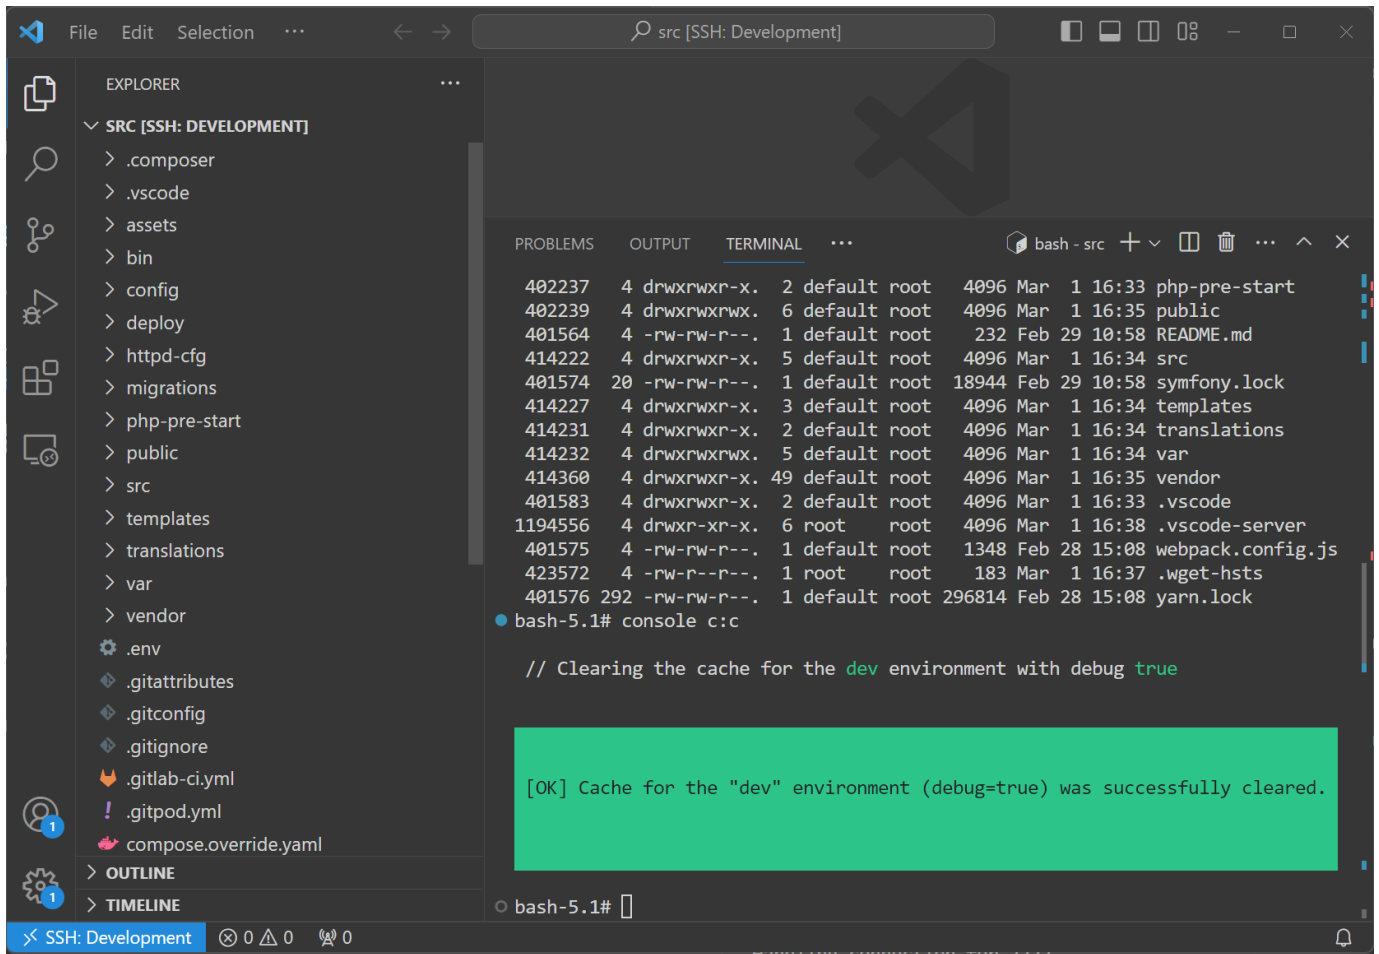 File Edit Selection ··· src [SSH: Development]
EXPLORER ···
SRC [SSH: DEVELOPMENT]
.composer
.vscode
assets
bin
config
deploy
httpd-cfg
migrations
php-pre-start
public
src
templates
translations
var
vendor
.env
.gitattributes
.gitconfig
.gitignore
.gitlab-ci.yml
! .gitpod.yml
compose.override.yaml
OUTLINE
TIMELINE
1
1
PROBLEMS OUTPUT TERMINAL ··· bash - src ···
402237 4 drwxrwxr-x. 2 default root 4096 Mar 1 16:33 php-pre-start
402239 4 drwxrwxrwx. 6 default root 4096 Mar 1 16:35 public
401564 4 -rw-rw-r--. 1 default root 232 Feb 29 10:58 README.md
414222 4 drwxrwxr-x. 5 default root 4096 Mar 1 16:34 src
401574 20 -rw-rw-r--. 1 default root 18944 Feb 29 10:58 symfony.lock
414227 4 drwxrwxr-x. 3 default root 4096 Mar 1 16:34 templates
414231 4 drwxrwxr-x. 2 default root 4096 Mar 1 16:34 translations
414232 4 drwxrwxrwx. 5 default root 4096 Mar 1 16:34 var
414360 4 drwxrwxr-x. 49 default root 4096 Mar 1 16:35 vendor
401583 4 drwxrwxr-x. 2 default root 4096 Mar 1 16:33 .vscode
1194556 4 drwxr-xr-x. 6 root root 4096 Mar 1 16:38 .vscode-server
401575 4 -rw-rw-r--. 1 default root 1348 Feb 28 15:08 webpack.config.js
423572 4 -rw-r--r--. 1 root root 183 Mar 1 16:37 .wget-hsts
401576 292 -rw-rw-r--. 1 default root 296814 Feb 28 15:08 yarn.lock
bash-5.1# console c:c
// Clearing the cache for the dev environment with debug true
[OK] Cache for the "dev" environment (debug=true) was successfully cleared.
bash-5.1#
SSH: Development 0 0 0